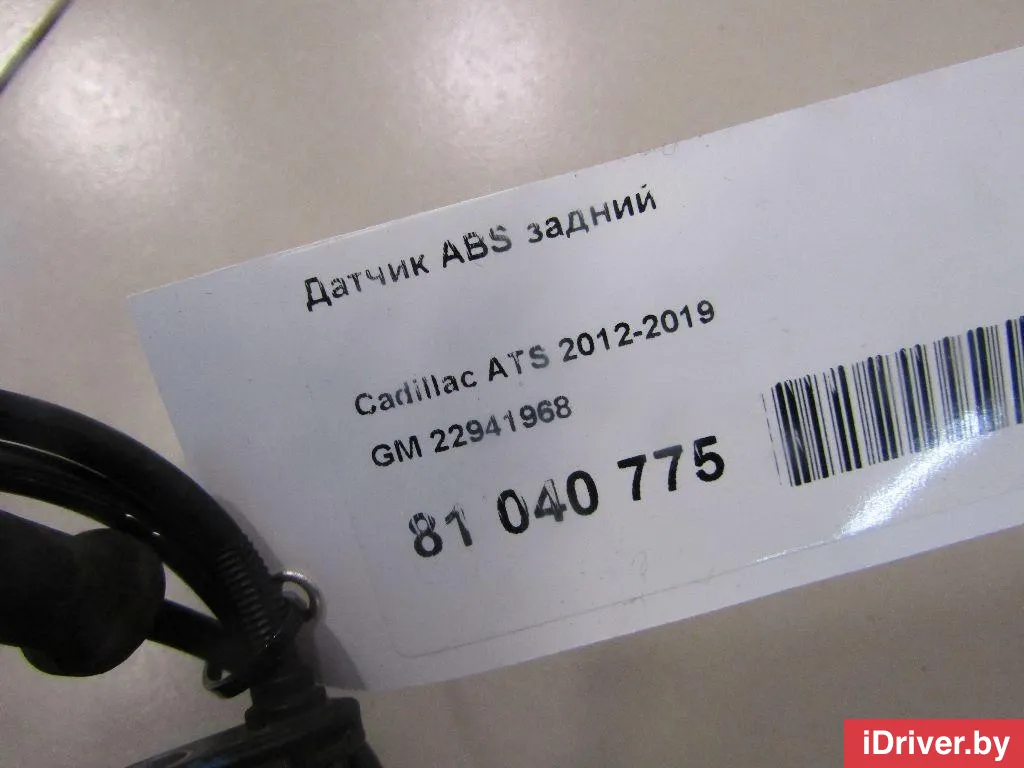 Датчик ABS задний
Cadillac ATS 2012-2019
GM 22941968
81 040 775
iDriver.by